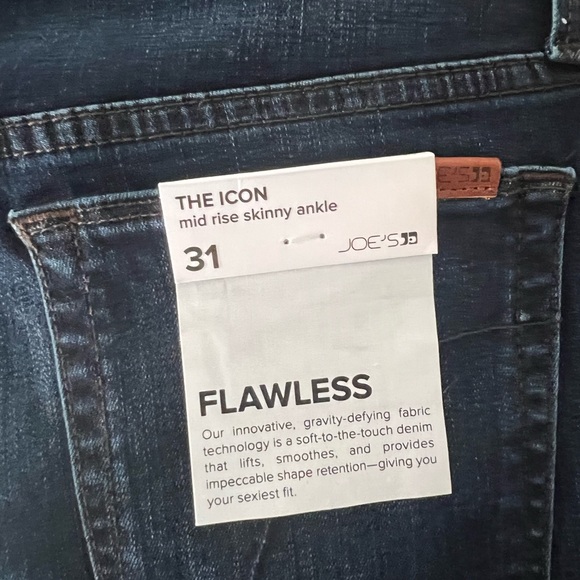 THE ICON
mid rise skinny ankle
31
JOE'S
FLAWLESS
Our innovative, gravity-defying fabric
technology is a soft-to-the-touch denim
that lifts, smoothes, and provides
impeccable shape retention—giving you
your sexiest fit.
E'S